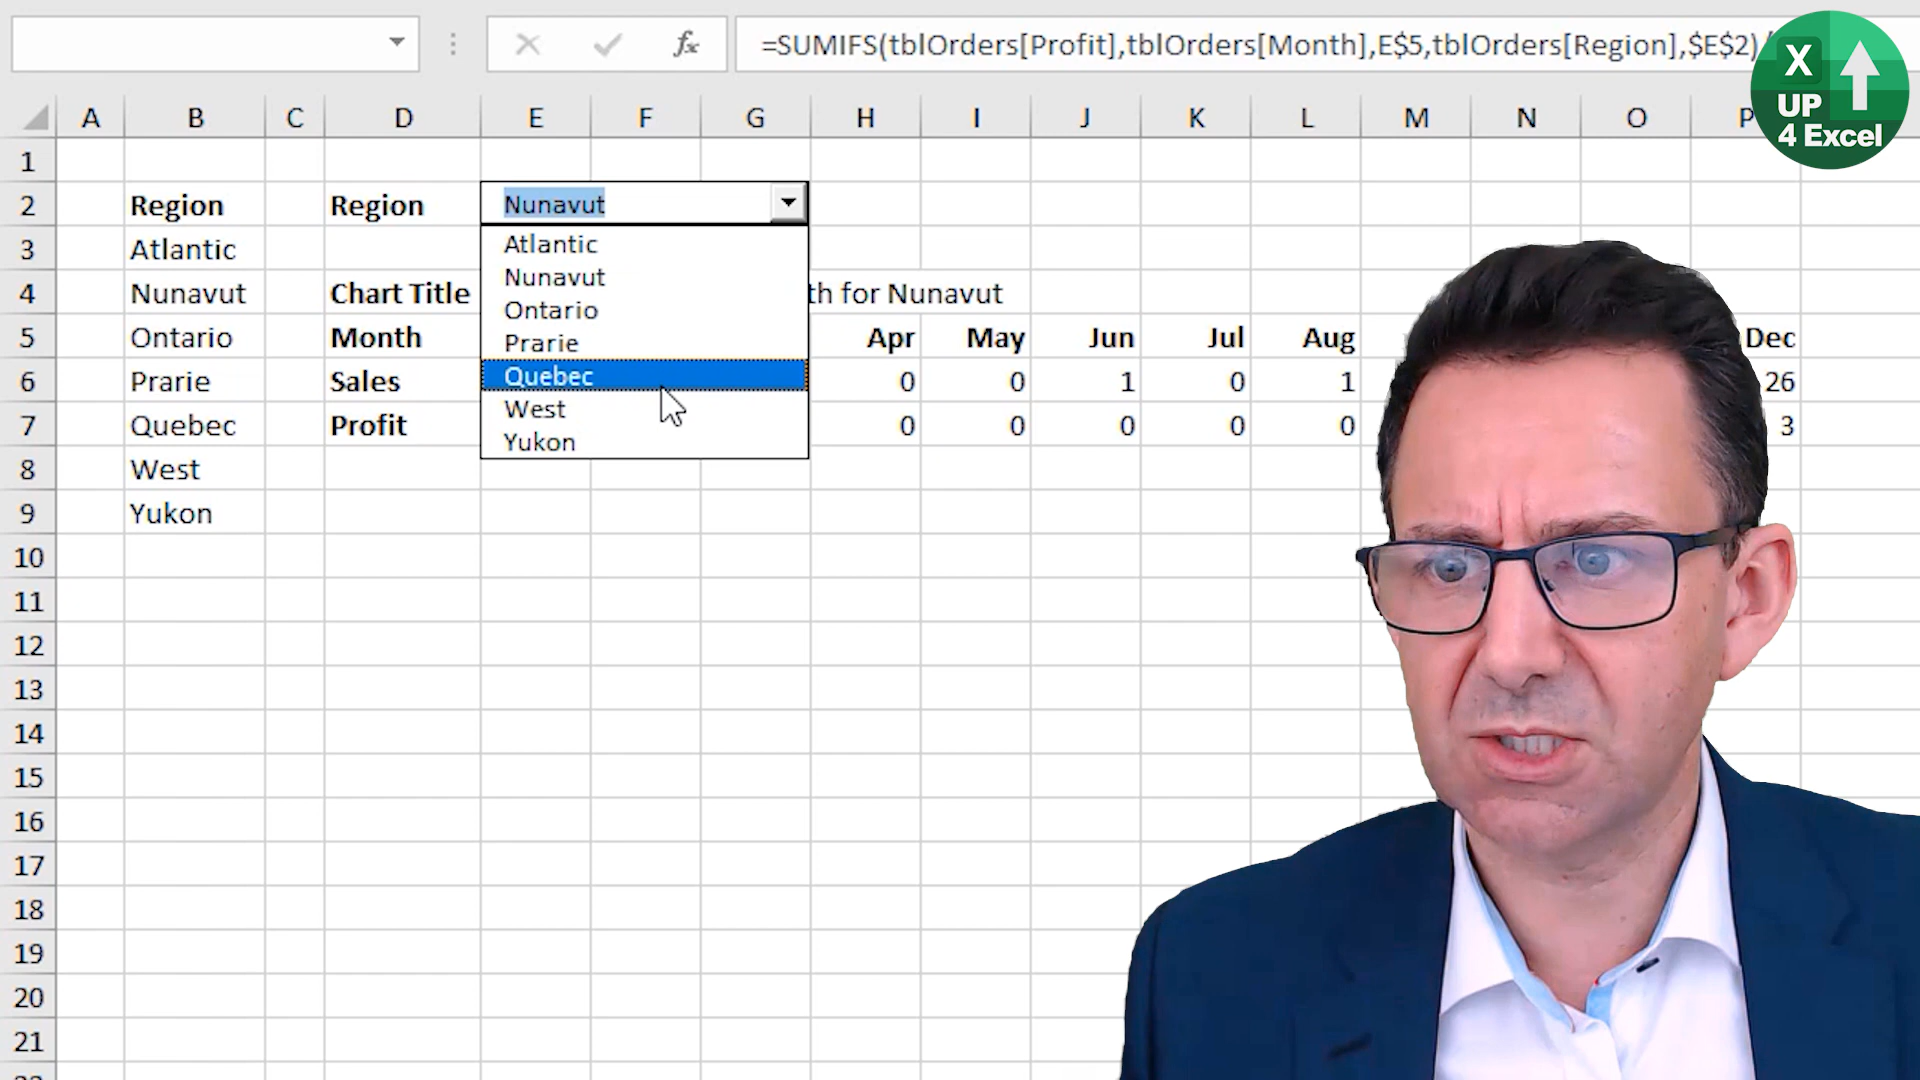 =SUMIFS(tblOrders[Profit],tblOrders[Month],E$5,tblOrders[Region],$E$2)
X
UP
4 Excel
A B C D E F G H I J K L M N O P
1
2 Region Region Nunavut
3 Atlantic Atlantic
Nunavut
4 Nunavut Chart Title th for Nunavut
Ontario
5 Ontario Month Apr May Jun Jul Aug Dec
Prarie
6 Prarie Sales Quebec 0 0 1 0 1 26
West
7 Quebec Profit 0 0 0 0 0 3
Yukon
8 West
9 Yukon
10
11
12
13
14
15
16
17
18
19
20
21